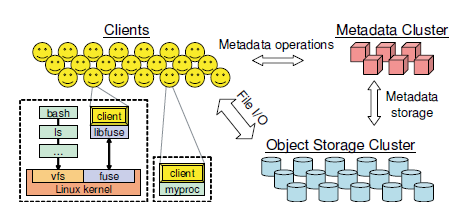 Clients
Metadata Cluster
Metadata operations
bash
client
ls
libfuse
...
File I/O
Metadata
storage
Object Storage Cluster
vfs
fuse
client
Linux kernel
myproc